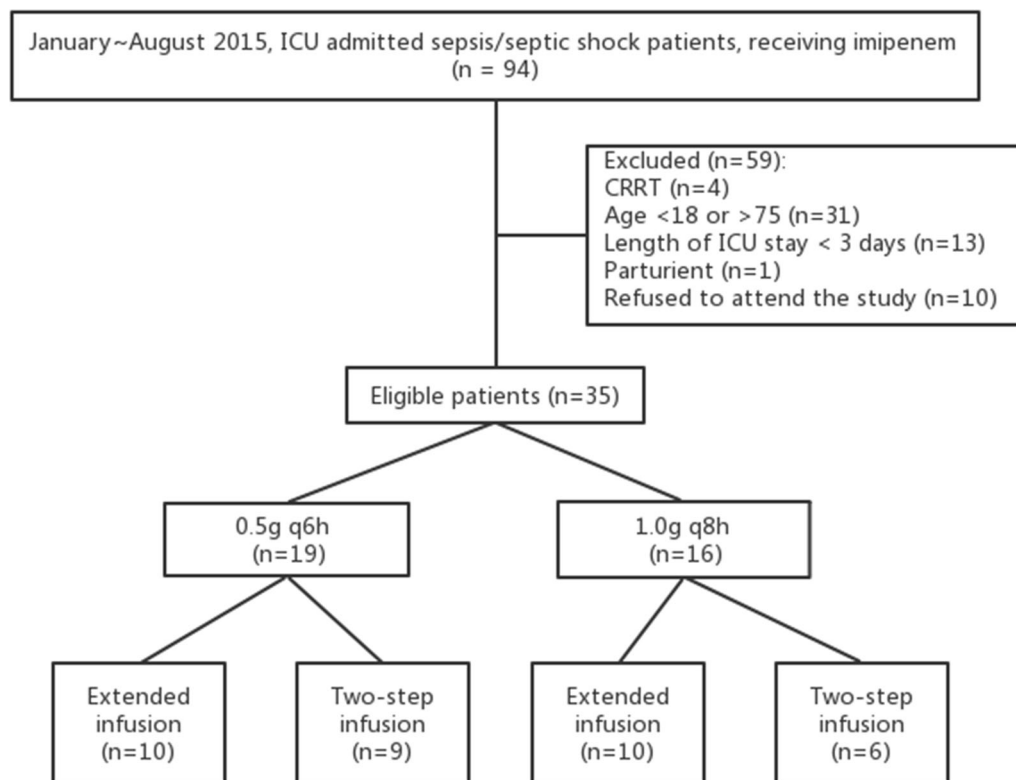 January~August 2015, ICU admitted sepsis/septic shock patients, receiving imipenem
(n = 94)
Excluded (n=59):
CRRT (n=4)
Age <18 or >75 (n=31)
Length of ICU stay < 3 days (n=13)
Parturient (n=1)
Refused to attend the study (n=10)
Eligible patients (n=35)
0.5g q6h
(n=19)
1.0g q8h
(n=16)
Extended
infusion
(n=10)
Two-step
infusion
(n=9)
Extended
infusion
(n=10)
Two-step
infusion
(n=6)